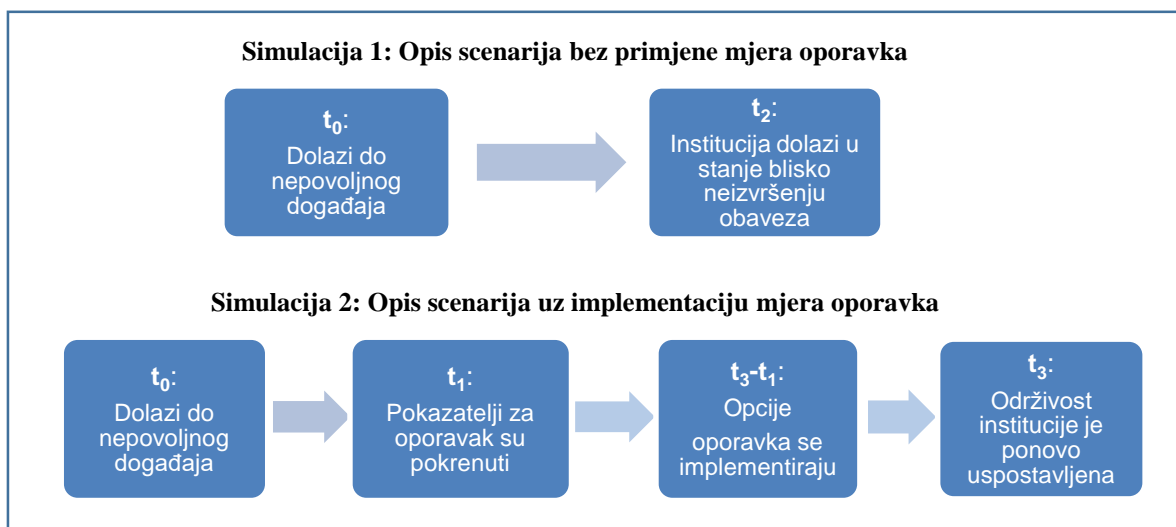 Simulacija 1: Opis scenarija bez primjene mjera oporavka
t₀:
Dolazi do
nepovoljnog
događaja
t₂:
Institucija dolazi u
stanje blisko
neizvršenju
obaveza
Simulacija 2: Opis scenarija uz implementaciju mjera oporavka
t₀:
Dolazi do
nepovoljnog
događaja
t₁:
Pokazatelji za
oporavak su
pokrenuti
t₃-t₁:
Opcije
oporavka se
implementiraju
t₃:
Održivost
institucije je
ponovo
uspostavljena